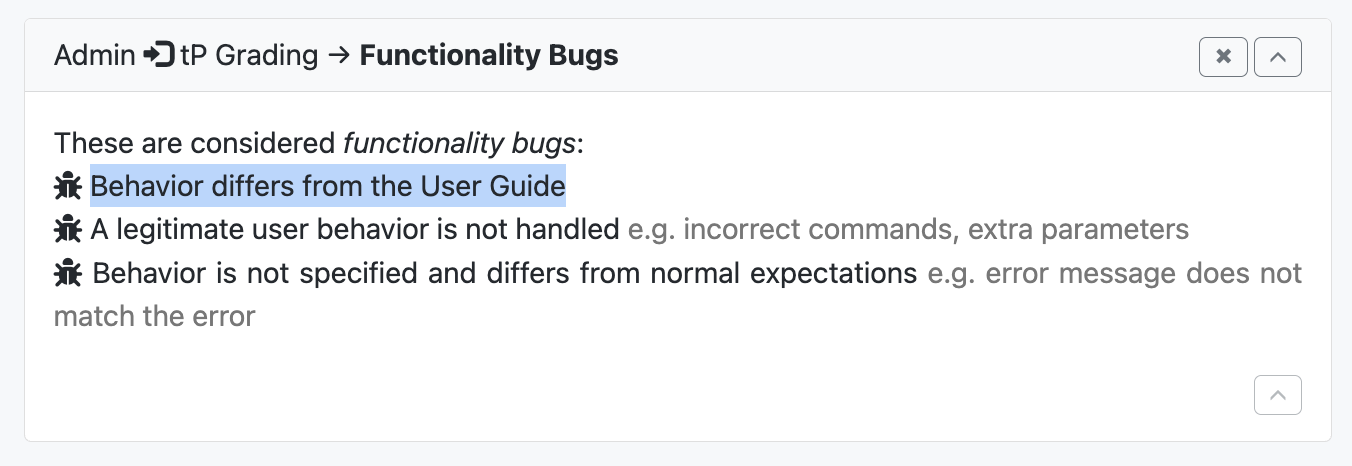 Admin tP Grading → Functionality Bugs
These are considered functionality bugs:
Behavior differs from the User Guide
A legitimate user behavior is not handled e.g. incorrect commands, extra parameters
Behavior is not specified and differs from normal expectations e.g. error message does not
match the error